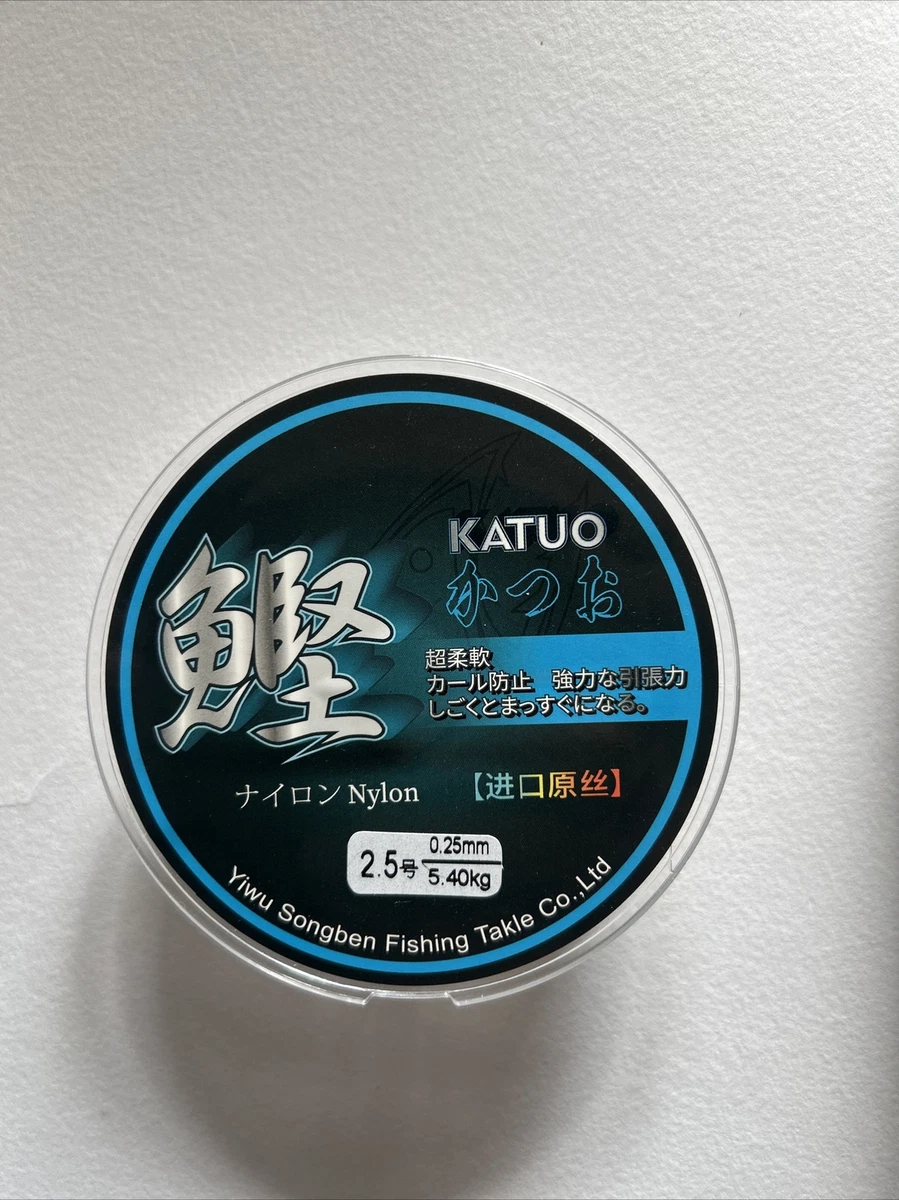 鰹
KATUO
かつお
超柔軟
カール防止 強力な引張力
しごくとまっすぐになる。
ナイロン Nylon
【进口原丝】
2.5号 0.25mm
5.40kg
Yiwu Songben Fishing Takle Co.,Ltd